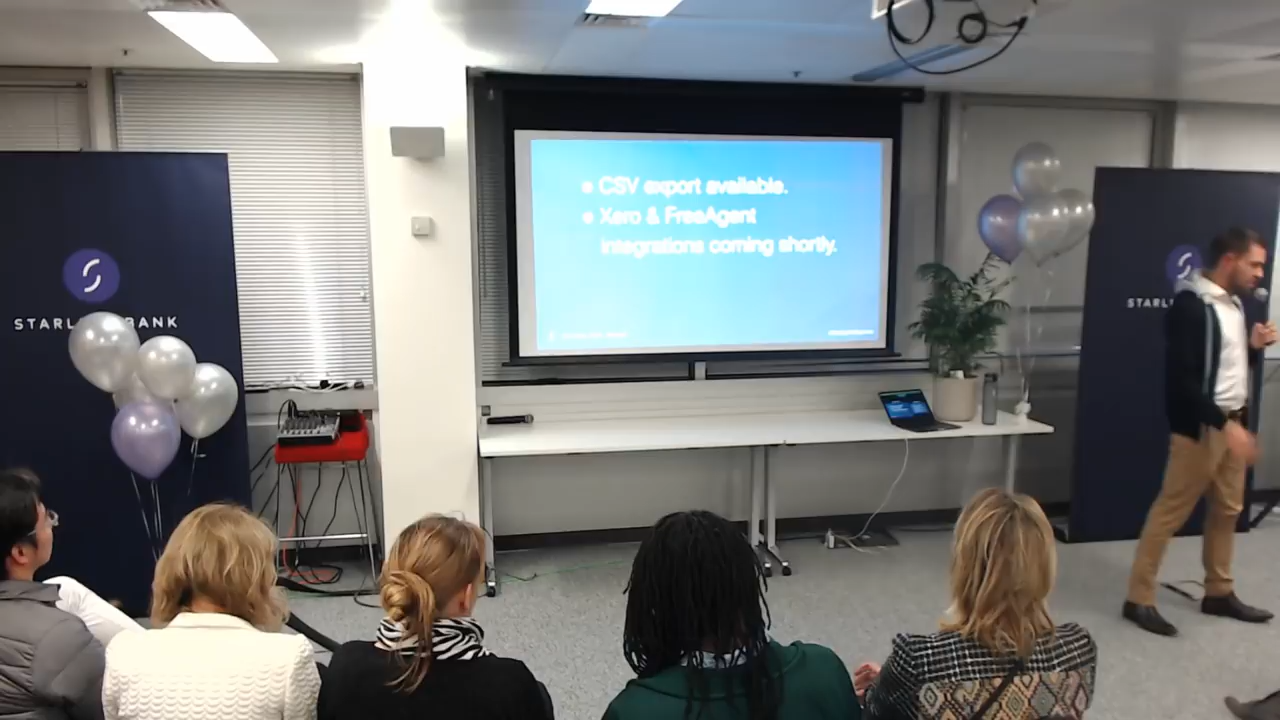 • CSV export available.
• Xero & FreeAgent
integrations coming shortly.
STARL BANK
STARL